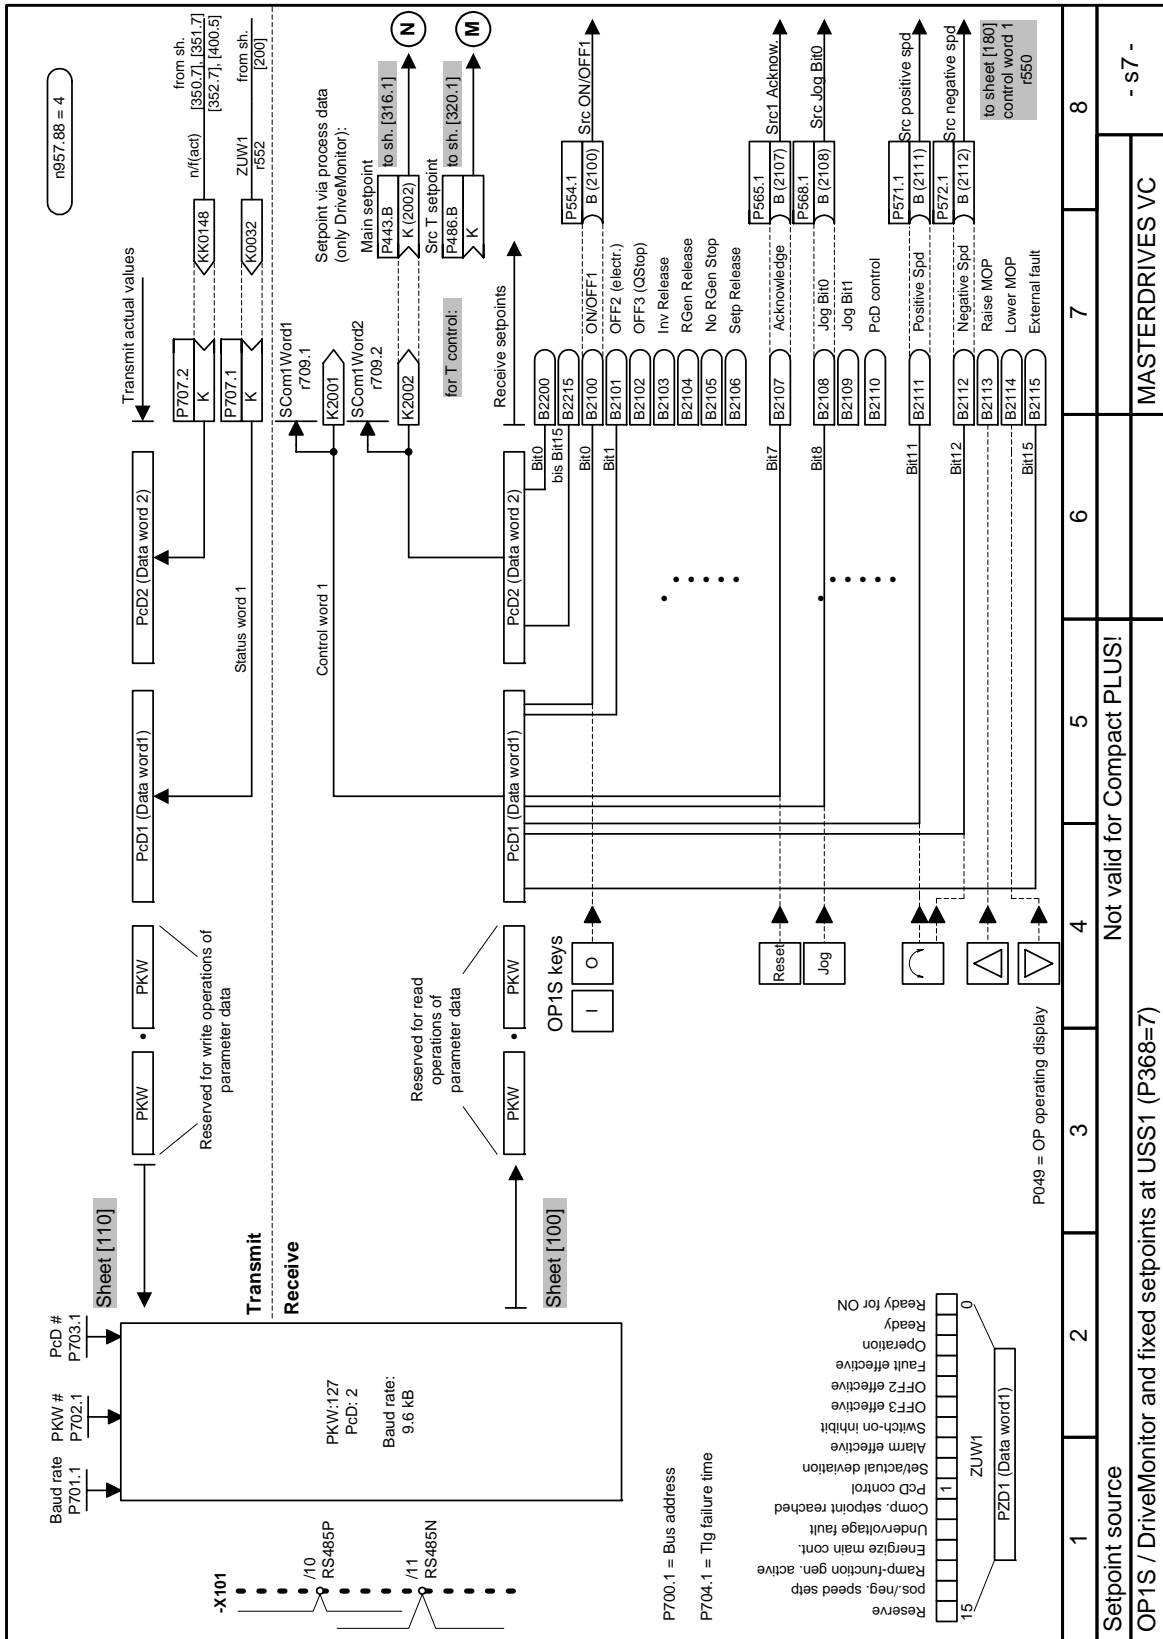 n957.88 = 4
Baud rate
P701.1
PKW #
P702.1
PcD #
P703.1
Sheet [110]
PKW
PKW
PcD1 (Data word1)
PcD2 (Data word 2)
Transmit actual values
Reserved for write operations of
parameter data
P707.2
K
KK0148
n/f(act)
from sh.
[350.7], [351.7]
[352.7], [400.5]
P707.1
K
K0032
ZUW1
r552
from sh.
[200]
Status word 1
Transmit
Receive
-X101
/10
RS485P
/11
RS485N
PKW:127
PcD: 2
Baud rate:
9.6 kB
Control word 1
SCom1Word1
r709.1
K2001
SCom1Word2
r709.2
K2002
Setpoint via process data
(only DriveMonitor):
Main setpoint
P443.B
K (2002)
to sh. [316.1]
N
for T control:
Src T setpoint
P486.B
K
to sh. [320.1]
M
Reserved for read
operations of
parameter data
Sheet [100]
PKW
PKW
PcD1 (Data word1)
PcD2 (Data word 2)
Receive setpoints
Bit0
B2200
bis Bit15
B2215
OP1S keys
I
O
Bit0
B2100
ON/OFF1
P554.1
B (2100)
Src ON/OFF1
Bit1
B2101
OFF2 (electr.)
B2102
OFF3 (QStop)
B2103
Inv Release
B2104
RGen Release
B2105
No RGen Stop
B2106
Setp Release
Reset
Bit7
B2107
Acknowledge
P565.1
B (2107)
Src1 Acknow.
Jog
Bit8
B2108
Jog Bit0
P568.1
B (2108)
Src Jog Bit0
B2109
Jog Bit1
B2110
PcD control
Bit11
B2111
Positive Spd
P571.1
B (2111)
Src positive spd
Bit12
B2112
Negative Spd
P572.1
B (2112)
Src negative spd
B2113
Raise MOP
B2114
Lower MOP
Bit15
B2115
External fault
to sheet [180]
control word 1
r550
P700.1 = Bus address
P704.1 = Tlg failure time
P049 = OP operating display
Reserve
pos./neg. speed setp
Ramp-function gen. active
Energize main cont.
Undervoltage fault
Comp. setpoint reached
PcD control
Set/actual deviation
Alarm effective
Switch-on inhibit
OFF3 effective
OFF2 effective
Fault effective
Operation
Ready
Ready for ON
1
15
ZUW1
0
PZD1 (Data word1)
1
2
3
4
5
6
7
8
Setpoint source
Not valid for Compact PLUS!
OP1S / DriveMonitor and fixed setpoints at USS1 (P368=7)
MASTERDRIVES VC
- s7 -